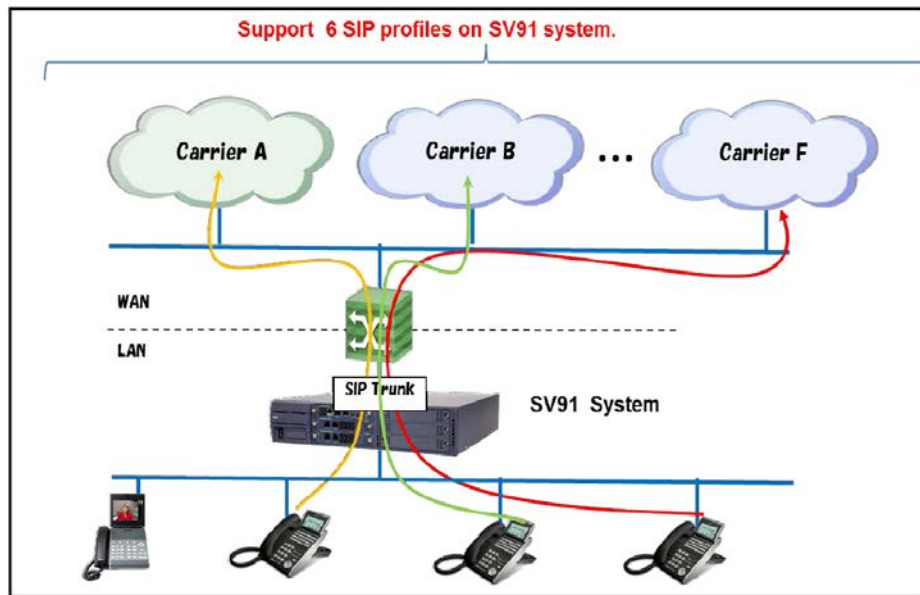 Support 6 SIP profiles on SV91 system.
Carrier A
Carrier B
...
Carrier F
WAN
LAN
SIP Trunk
SV91 System